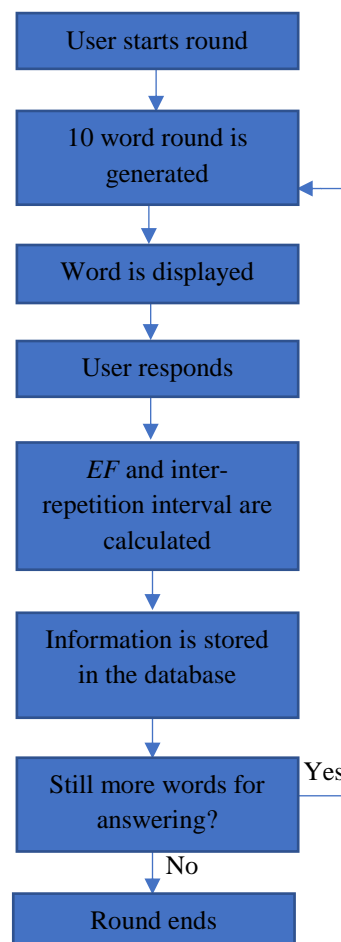 User starts round
10 word round is
generated
Word is displayed
User responds
EF and inter-
repetition interval are
calculated
Information is stored
in the database
Still more words for
answering?
Yes
No
Round ends